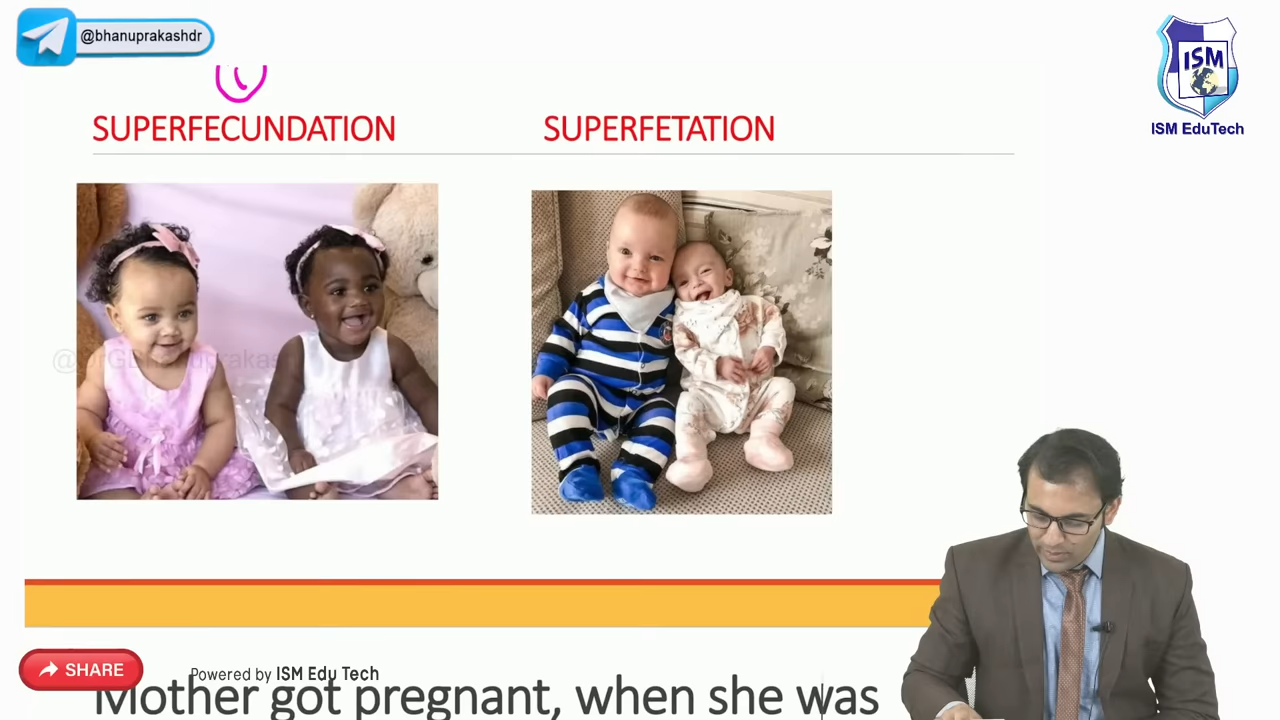 @bhanuprakashdr
ISM
ISM EduTech
SUPERFECUNDATION
SUPERFETATION
SHARE
Powered by ISM Edu Tech
Mother got pregnant, when she was